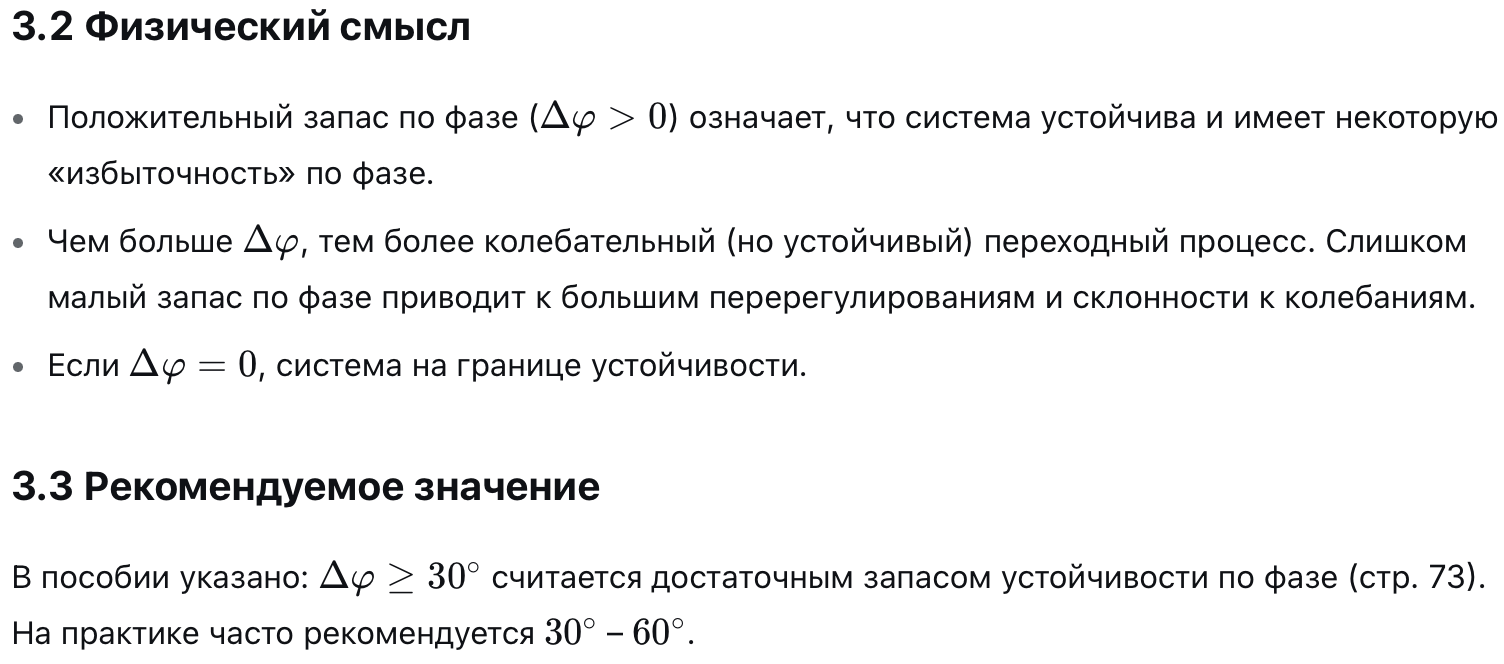 3.2 Физический смысл
• Положительный запас по фазе (Δφ > 0) означает, что система устойчива и имеет некоторую
«избыточность» по фазе.
• Чем больше Δφ, тем более колебательный (но устойчивый) переходный процесс. Слишком
малый запас по фазе приводит к большим перерегулированиям и склонности к колебаниям.
• Если Δφ = 0, система на границе устойчивости.
3.3 Рекомендуемое значение
В пособии указано: Δφ ≥ 30° считается достаточным запасом устойчивости по фазе (стр. 73).
На практике часто рекомендуется 30° – 60°.